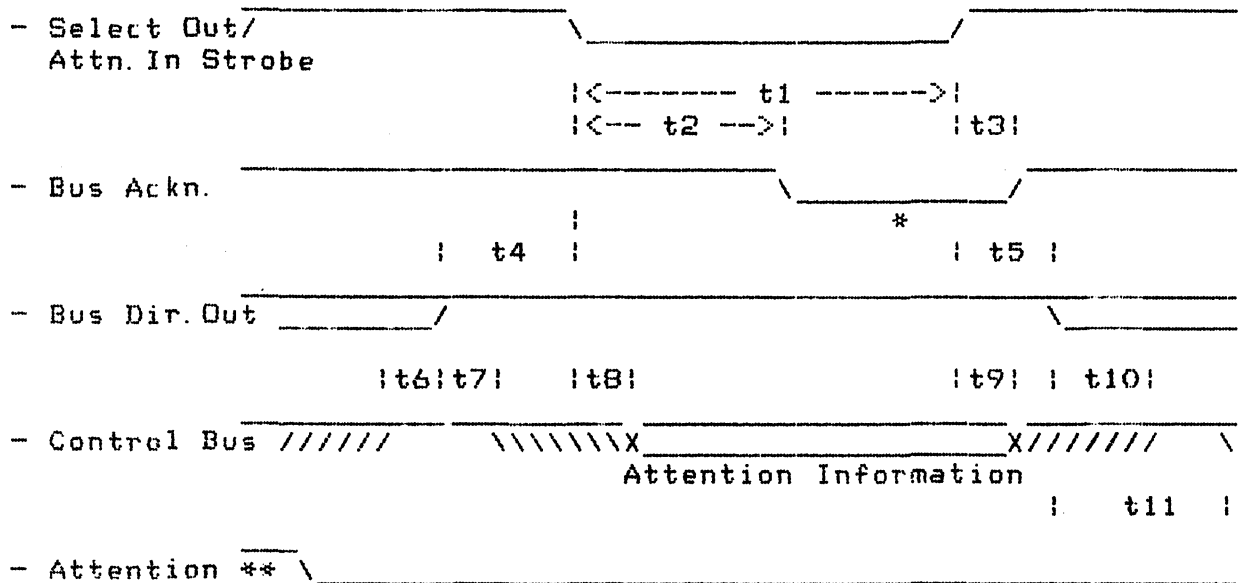 - Select Out/
Attn. In Strobe
|<------- t1 ------->|
|<-- t2 -->| |t3|
- Bus Ackn.
*
| t4 | | t5 |
- Bus Dir. Out
|t6|t7| |t8| |t9| | t10|
- Control Bus ////// \\\\\\\X X/////// \
Attention Information
| t11 |
- Attention ** \